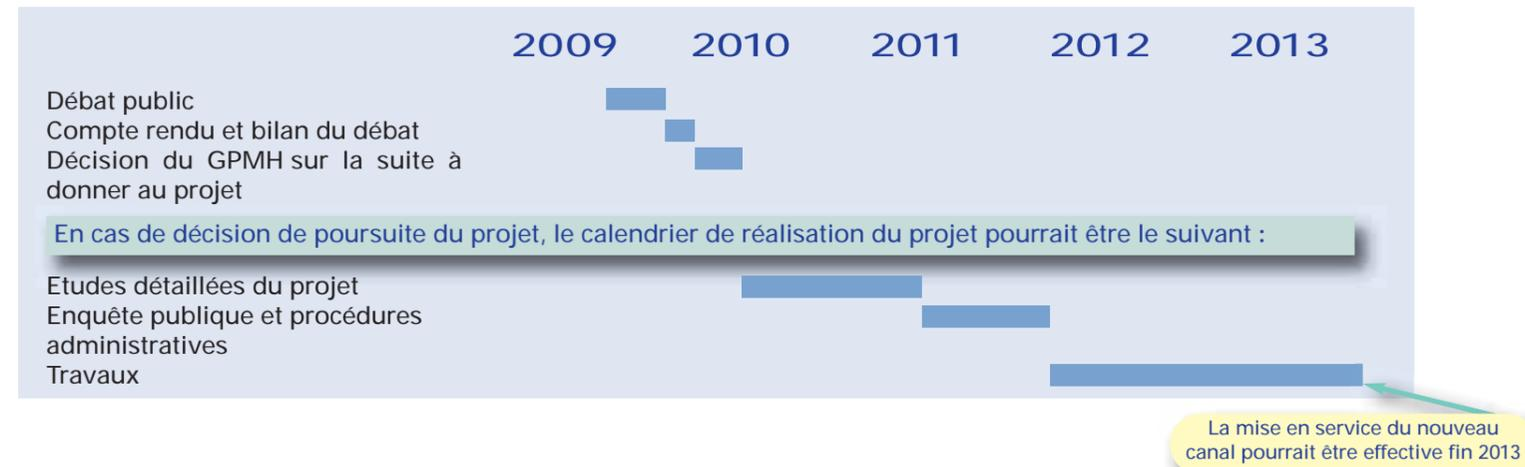 2009 2010 2011 2012 2013
Débat public
Compte rendu et bilan du débat
Décision du GPMH sur la suite à
donner au projet
En cas de décision de poursuite du projet, le calendrier de réalisation du projet pourrait être le suivant :
Etudes détaillées du projet
Enquête publique et procédures
administratives
Travaux
La mise en service du nouveau
canal pourrait être effective fin 2013